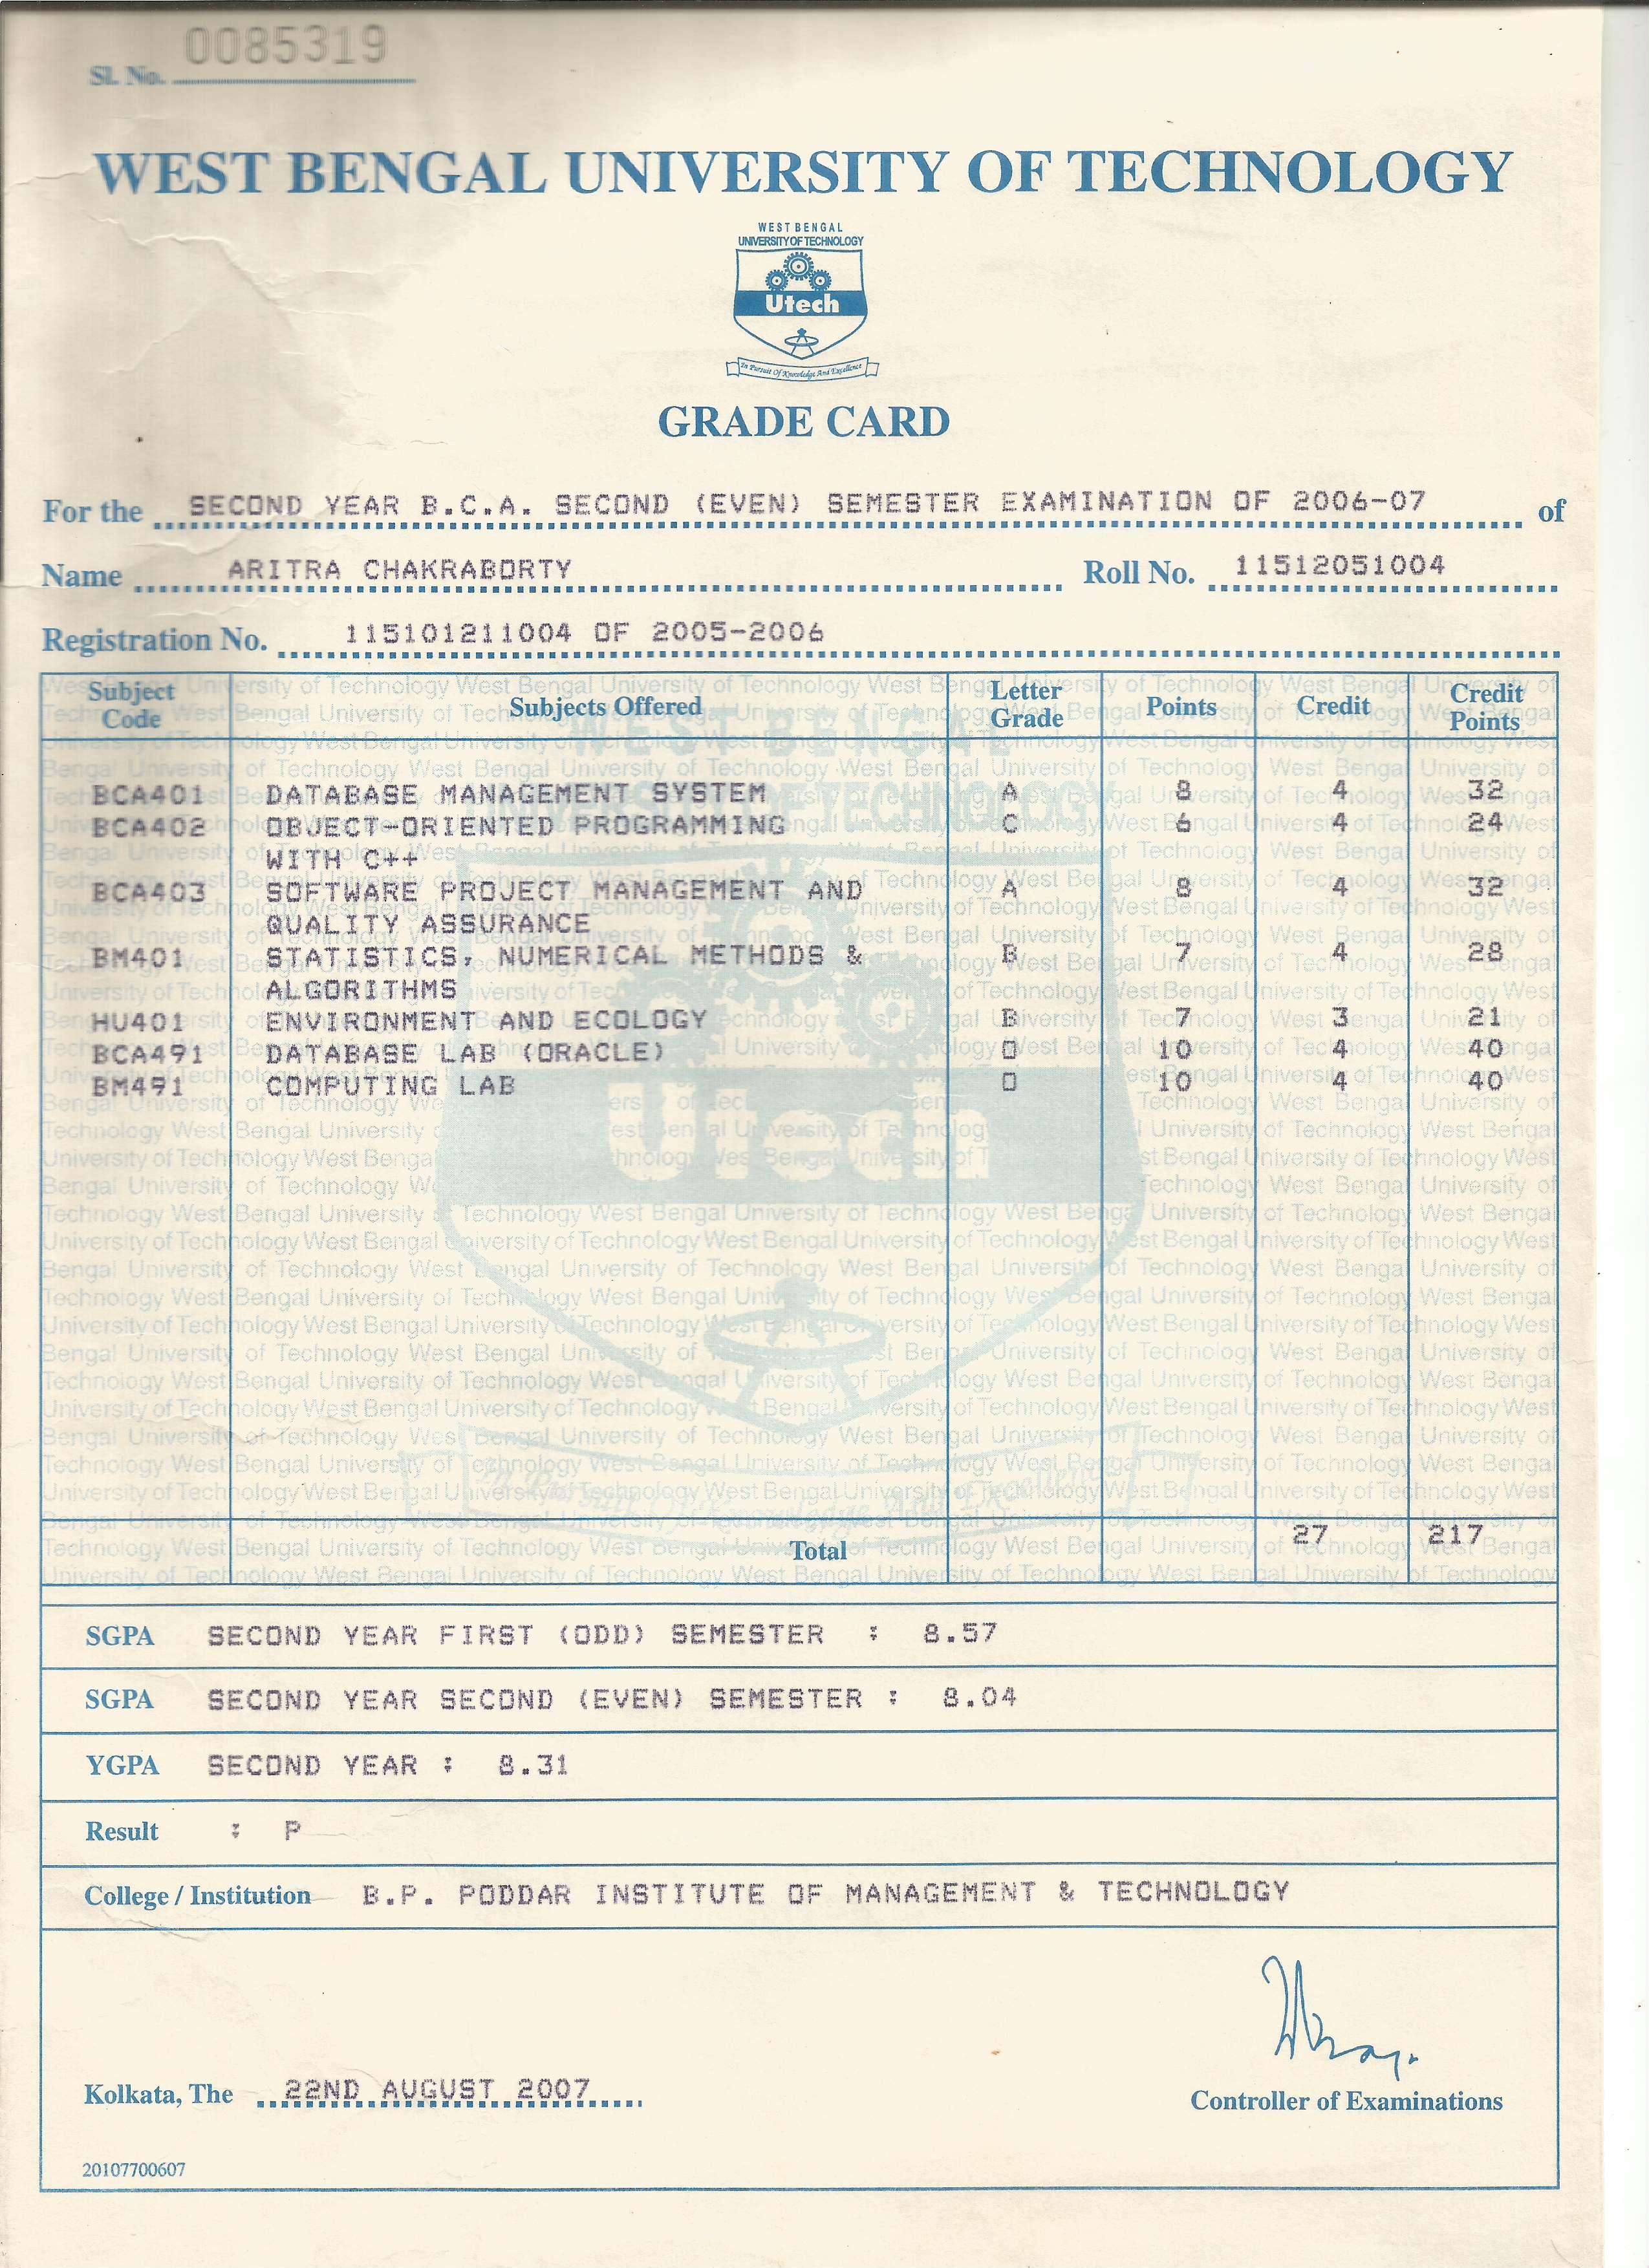 Sl. No. 0085319
WEST BENGAL UNIVERSITY OF TECHNOLOGY
WEST BENGAL
UNIVERSITY OF TECHNOLOGY
Utech
In Pursuit Of Knowledge And Excellence
GRADE CARD
For the SECOND YEAR B.C.A. SECOND (EVEN) SEMESTER EXAMINATION OF 2006-07 of
Name ARITRA CHAKRABORTY Roll No. 11512051004
Registration No. 115101211004 OF 2005-2006
Subject Code Subjects Offered Letter Grade Points Credit Credit Points
BCA401 DATABASE MANAGEMENT SYSTEM A 8 4 32
BCA402 OBJECT-ORIENTED PROGRAMMING C 6 4 24
WITH C++
BCA403 SOFTWARE PROJECT MANAGEMENT AND A 8 4 32
QUALITY ASSURANCE
BM401 STATISTICS, NUMERICAL METHODS & B 7 4 28
ALGORITHMS
HU401 ENVIRONMENT AND ECOLOGY B 7 3 21
BCA491 DATABASE LAB (ORACLE) O 10 4 40
BM491 COMPUTING LAB O 10 4 40
Total 27 217
SGPA SECOND YEAR FIRST (ODD) SEMESTER : 8.57
SGPA SECOND YEAR SECOND (EVEN) SEMESTER : 8.04
YGPA SECOND YEAR : 8.31
Result : P
College / Institution B.P. PODDAR INSTITUTE OF MANAGEMENT & TECHNOLOGY
Kolkata, The 22ND AUGUST 2007
Controller of Examinations
20107700607